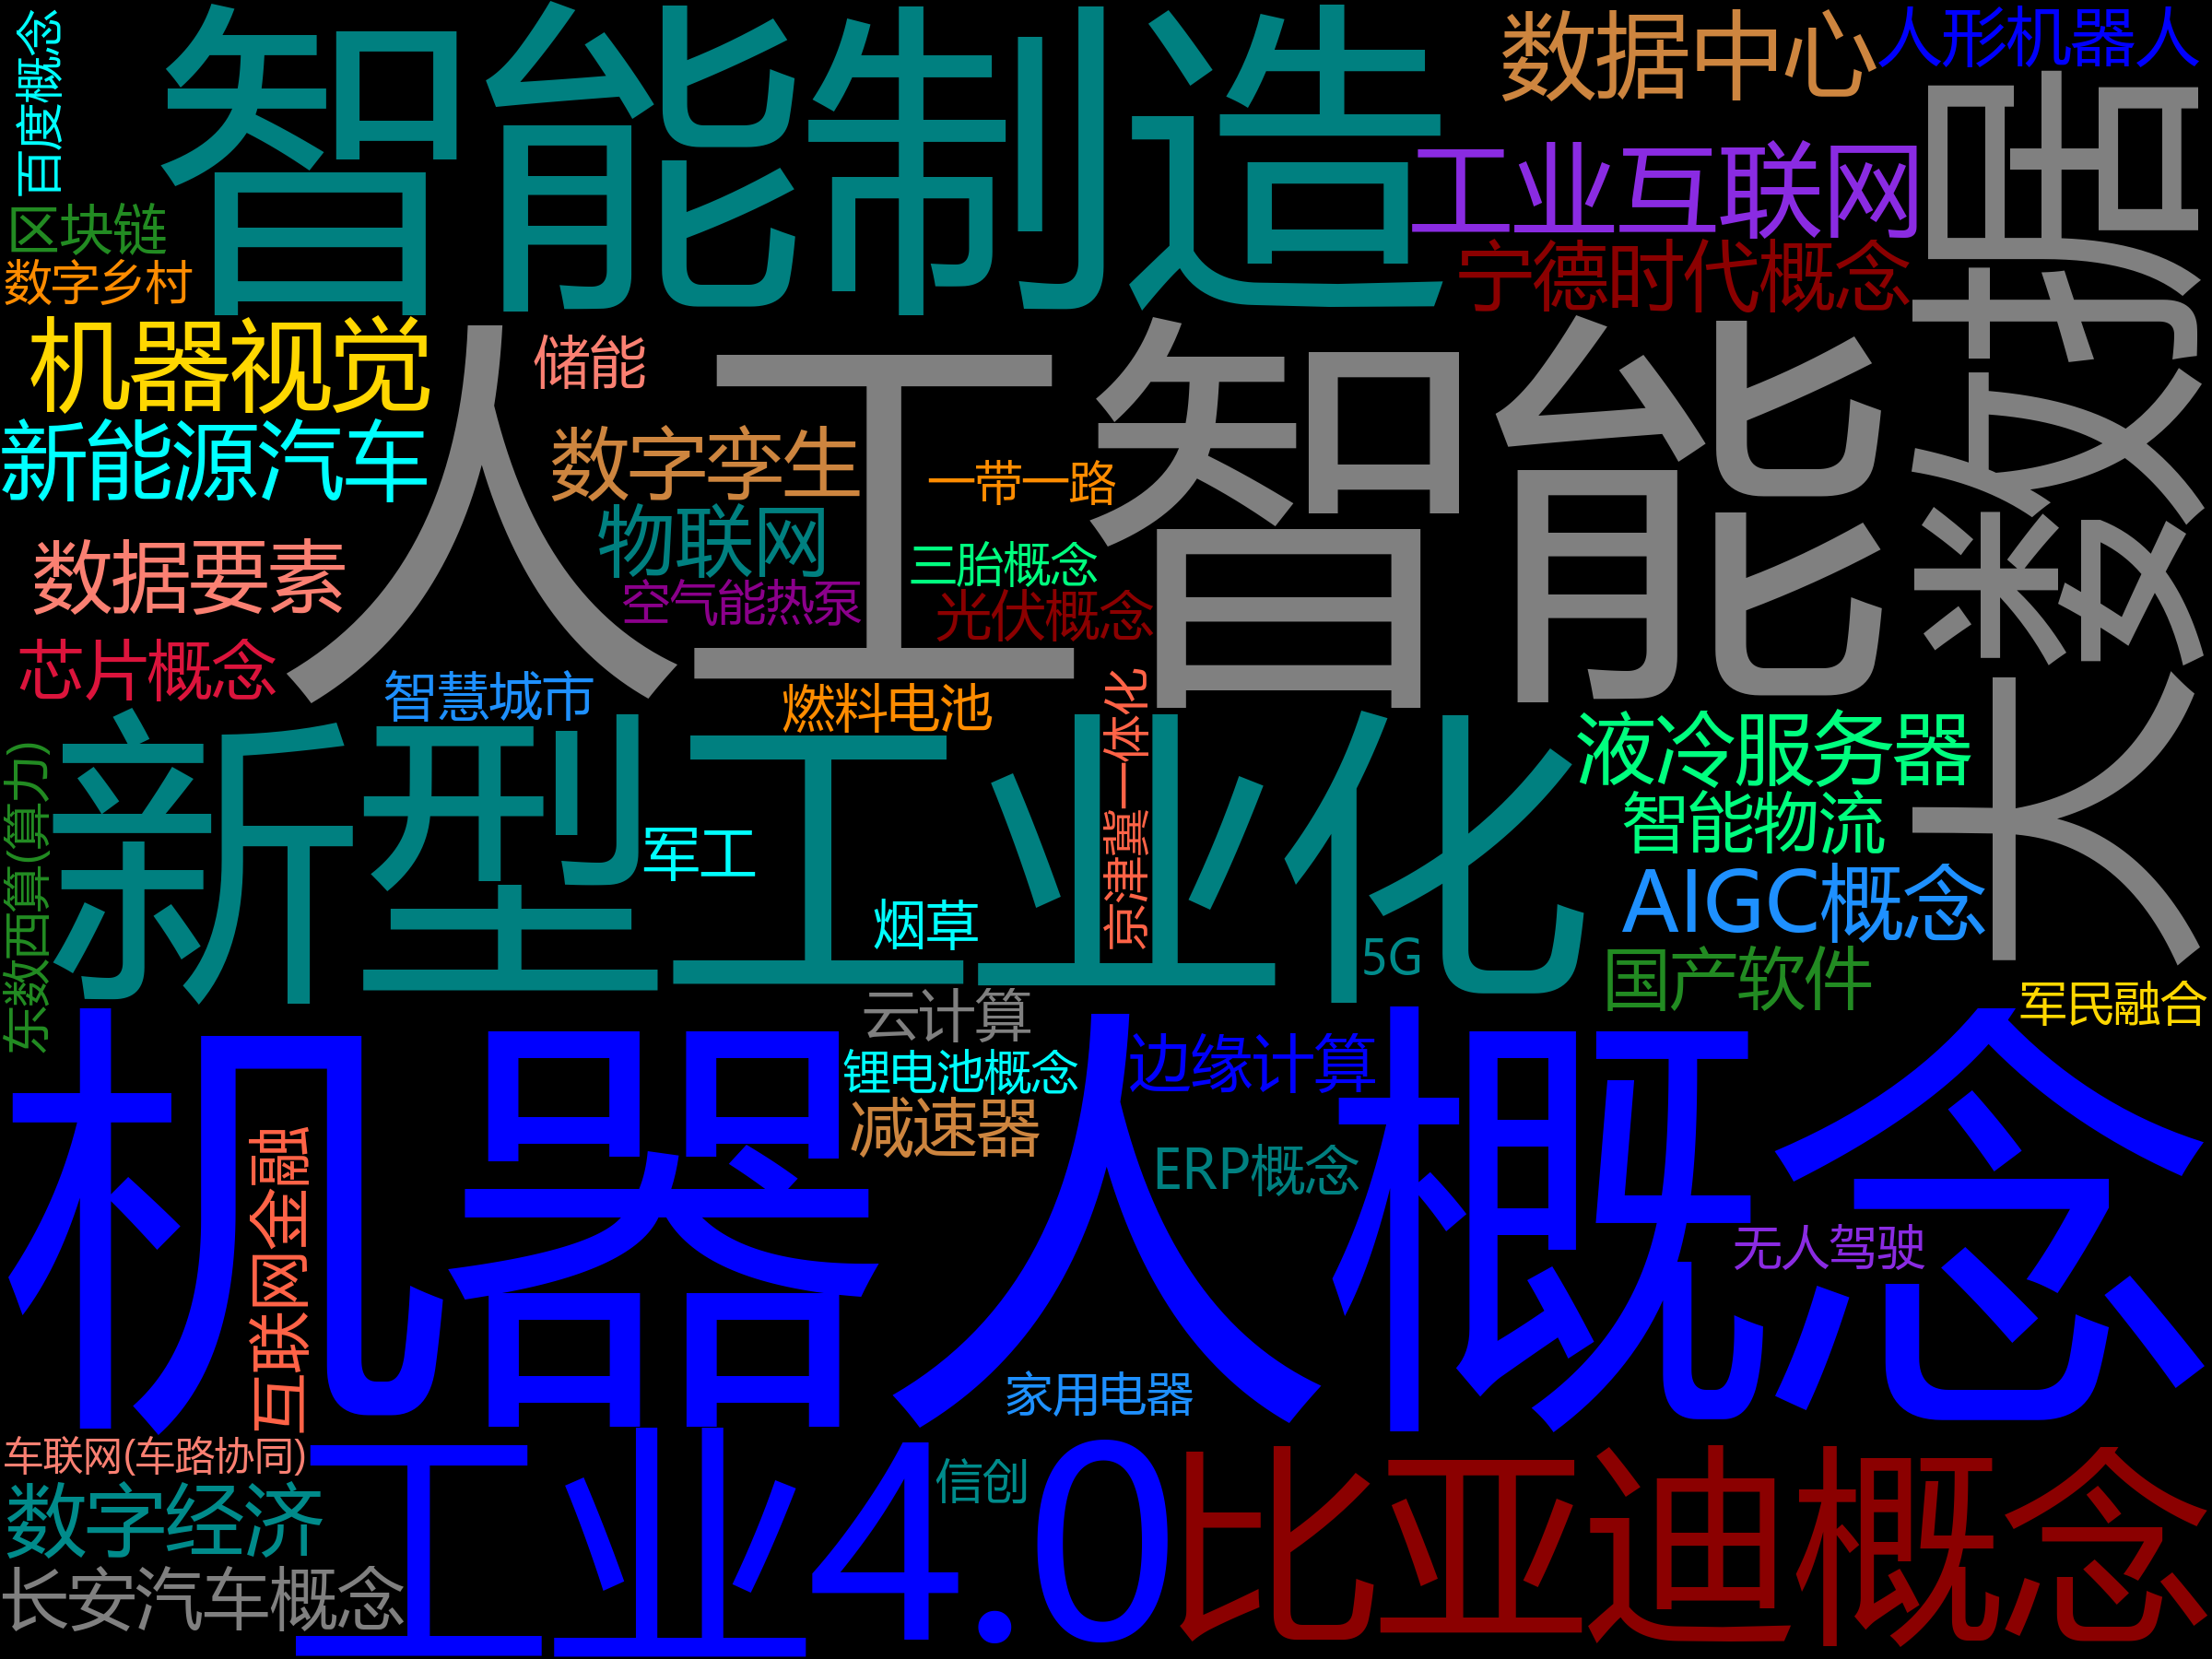 百度概念
智能制造
数据中心
人形机器人
工业互联网
区块链
宁德时代概念
数字乡村
大数据
机器视觉
人工智能
储能
新能源汽车
数字孪生
一带一路
物联网
数据要素
三胎概念
空气能热泵
光伏概念
芯片概念
智慧城市
燃料电池
京津冀一体化
新型工业化
液冷服务器
东数西算(算力)
智能物流
军工
AIGC概念
烟草
5G
国产软件
军民融合
云计算
机器人概念
边缘计算
锂电池概念
减速器
ERP概念
互联网金融
无人驾驶
家用电器
车联网(车路协同)
工业4.0
信创
比亚迪概念
数字经济
长安汽车概念